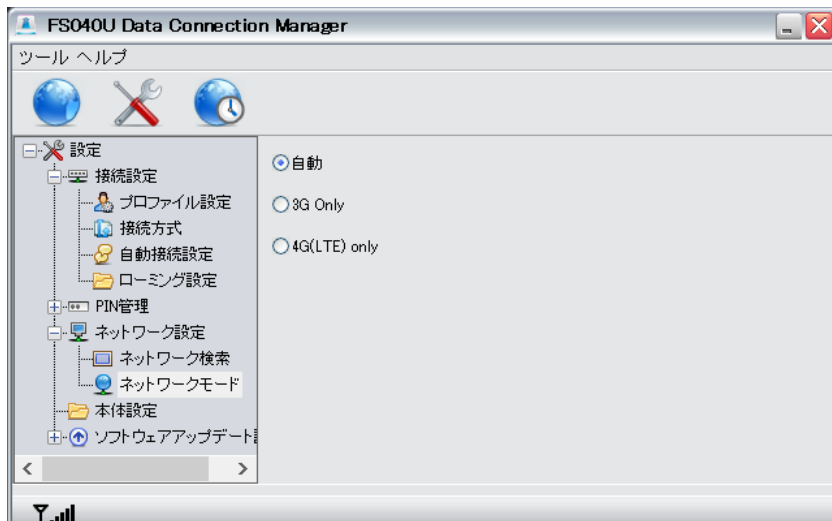 FS040U Data Connection Manager
ツール ヘルプ
設定
接続設定
プロファイル設定
接続方式
自動接続設定
ローミング設定
PIN管理
ネットワーク設定
ネットワーク検索
ネットワークモード
本体設定
ソフトウェアアップデート
自動
3G Only
4G(LTE) only